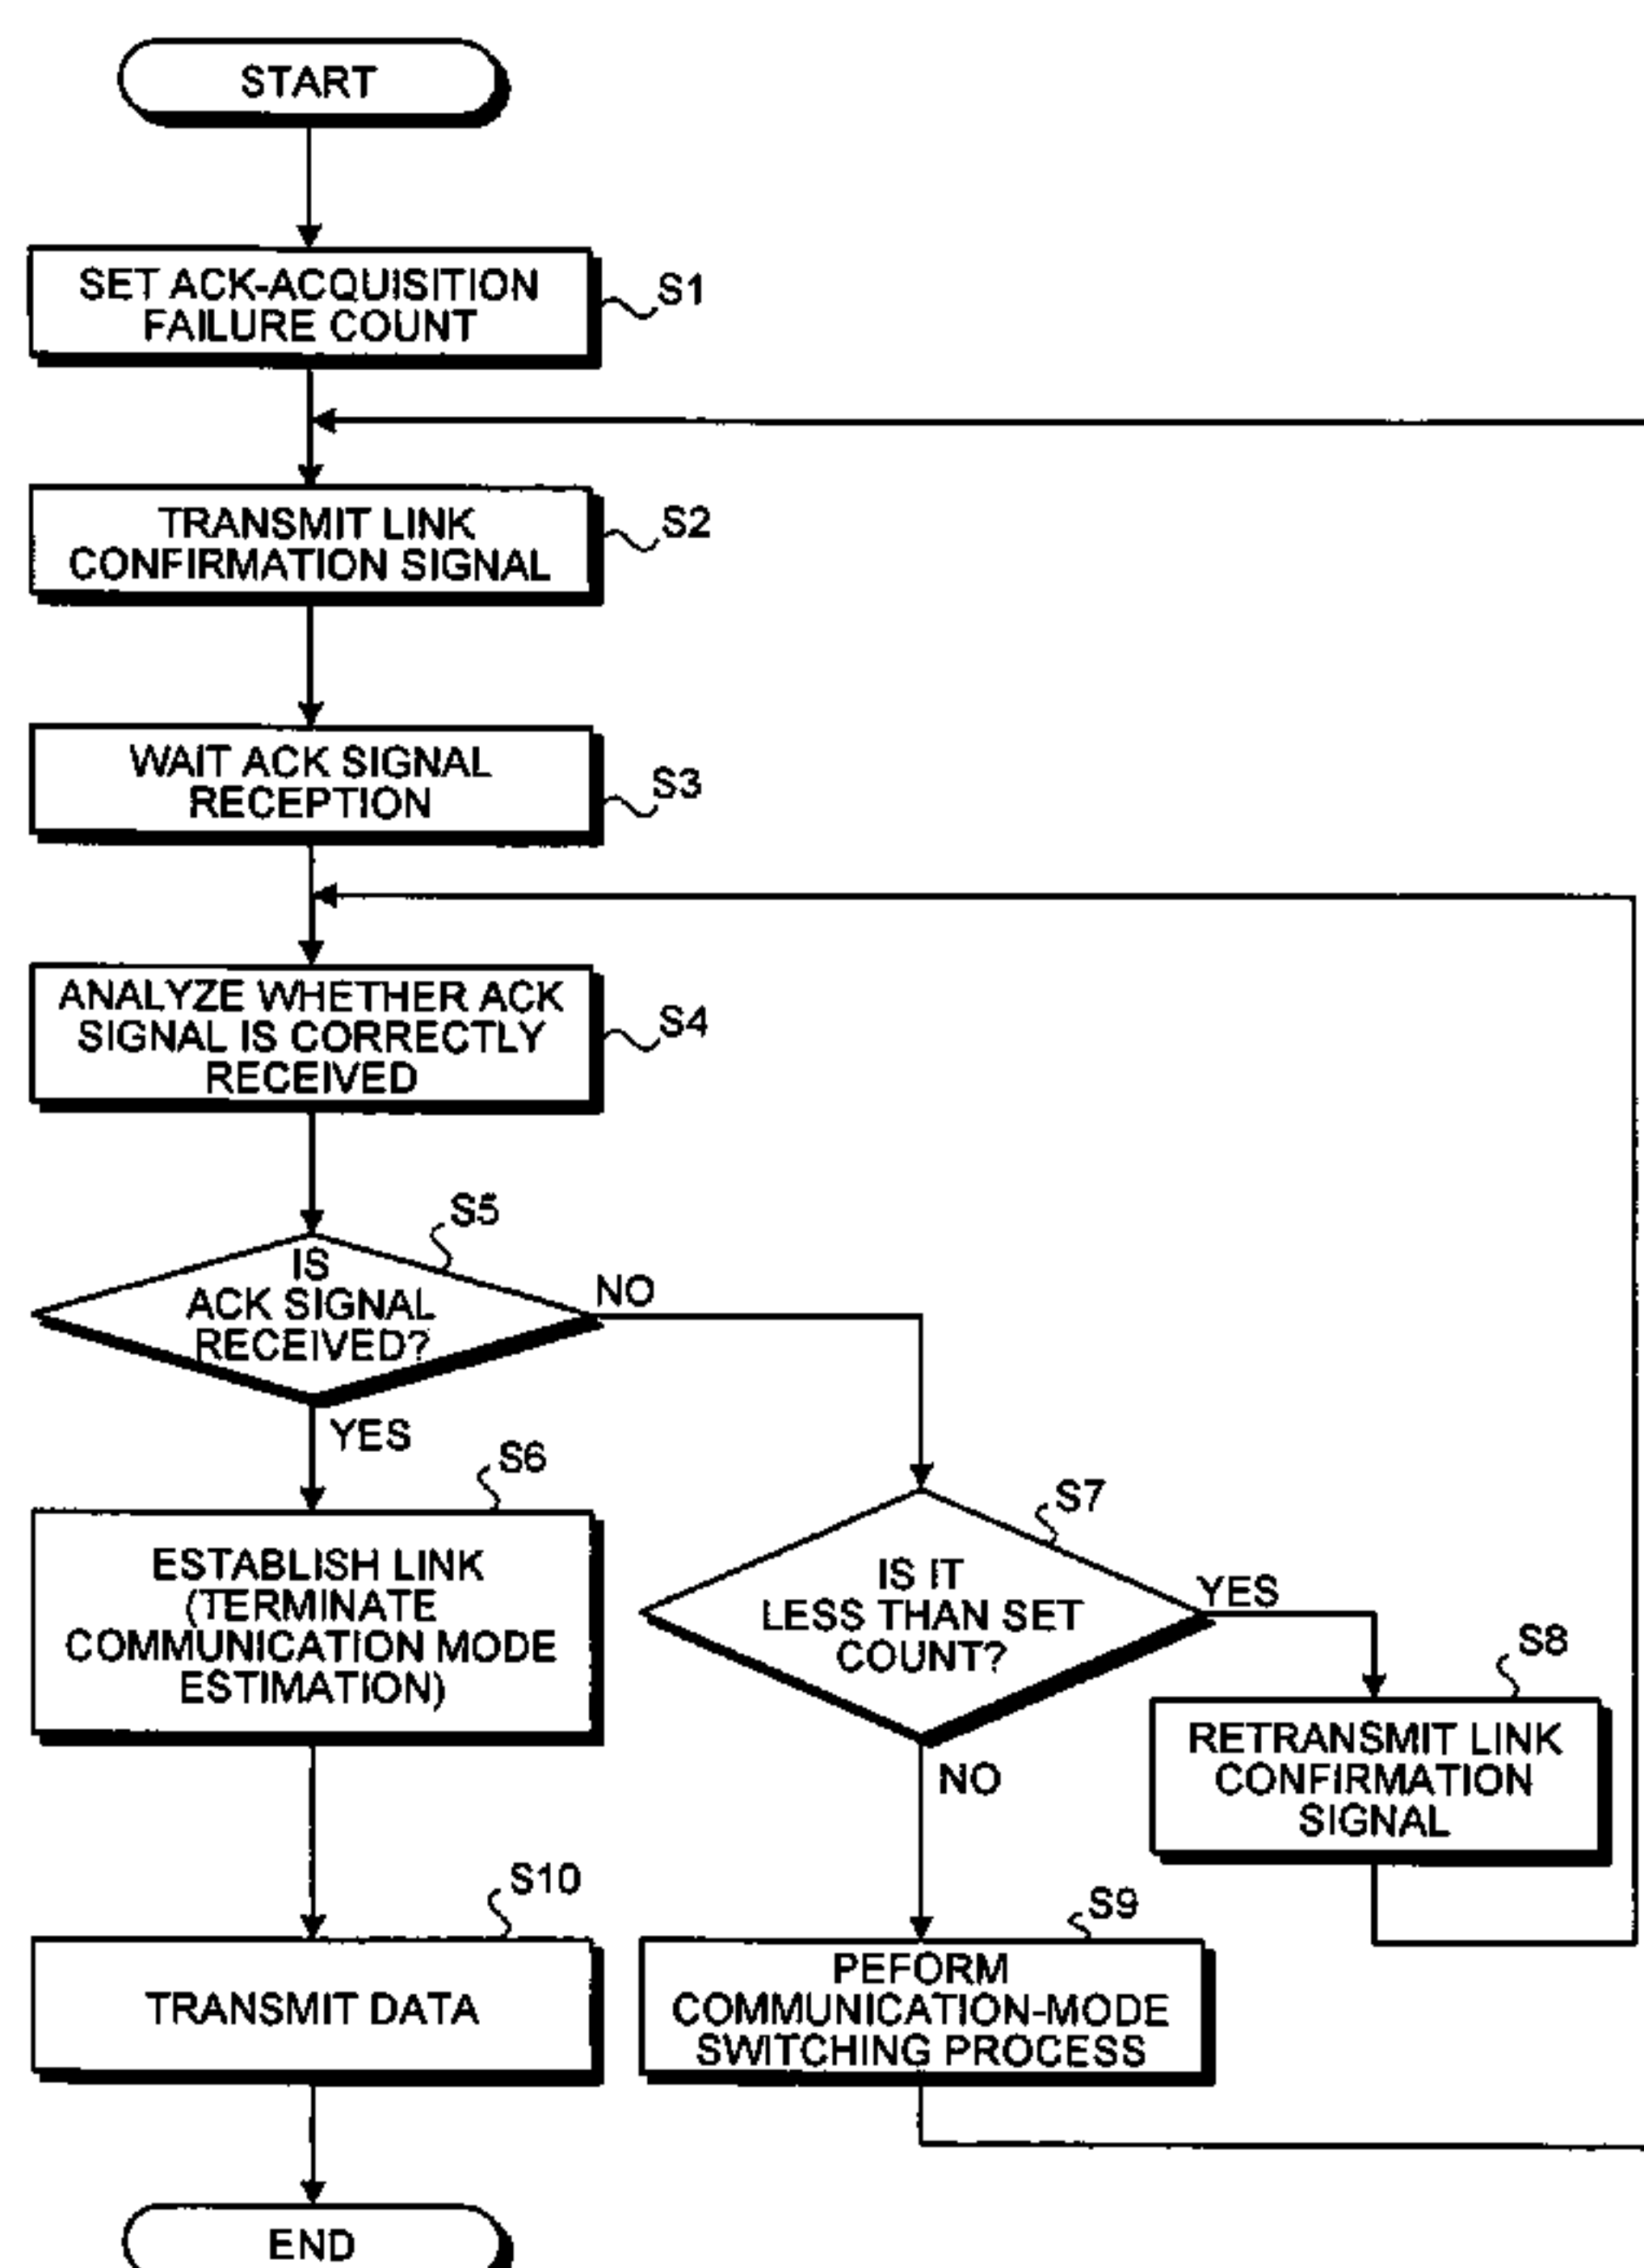 START
SET ACK-ACQUISITION
FAILURE COUNT
S1
TRANSMIT LINK
CONFIRMATION SIGNAL
S2
WAIT ACK SIGNAL
RECEPTION
S3
ANALYZE WHETHER ACK
SIGNAL IS CORRECTLY
RECEIVED
S4
S5
IS
ACK SIGNAL
RECEIVED?
NO
YES
S6
ESTABLISH LINK
(TERMINATE
COMMUNICATION MODE
ESTIMATION)
S7
IS IT
LESS THAN SET
COUNT?
YES
NO
S8
RETRANSMIT LINK
CONFIRMATION
SIGNAL
S10
TRANSMIT DATA
S9
PEFORM
COMMUNICATION-MODE
SWITCHING PROCESS
END